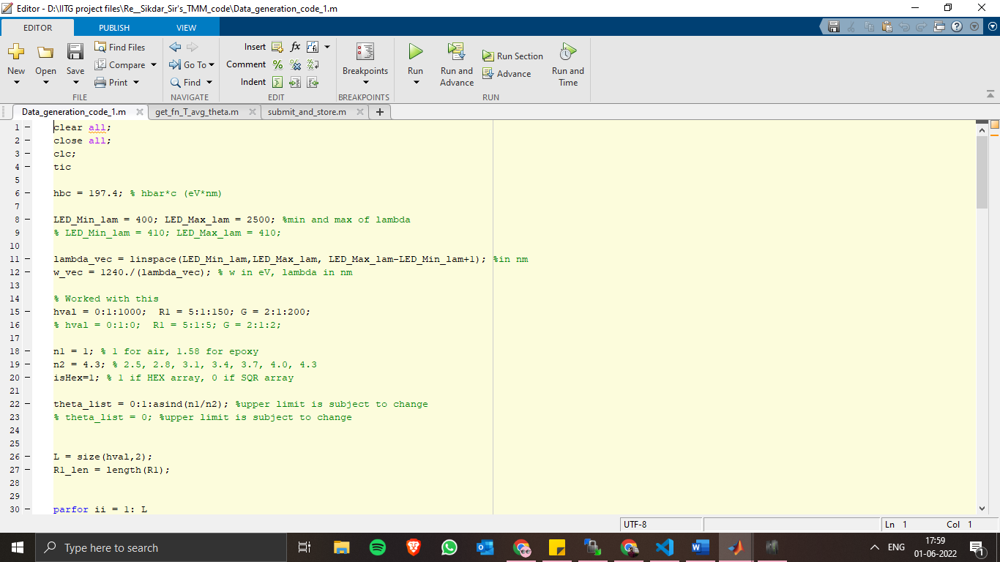 Editor - D:\IITG project files\Re__Sikdar_Sir's_TMM_code\Data_generation_code_1.m
EDITOR PUBLISH VIEW
New Open Save Find Files Compare Print
FILE
Go To Find
NAVIGATE
Insert fx
Comment % %
Indent
EDIT
Breakpoints
BREAKPOINTS
Run Run and Advance Run Section Advance Run and Time
RUN
Data_generation_code_1.m get_fn_T_avg_theta.m submit_and_store.m +
1 clear all;
2 close all;
3 clc;
4 tic
5
6 hbc = 197.4; % hbar*c (eV*nm)
7
8 LED_Min_lam = 400; LED_Max_lam = 2500; %min and max of lambda
9 % LED_Min_lam = 410; LED_Max_lam = 410;
10
11 lambda_vec = linspace(LED_Min_lam,LED_Max_lam, LED_Max_lam-LED_Min_lam+1); %in nm
12 w_vec = 1240./(lambda_vec); % w in eV, lambda in nm
13
14 % Worked with this
15 hval = 0:1:1000;  R1 = 5:1:150; G = 2:1:200;
16 % hval = 0:1:0;  R1 = 5:1:5; G = 2:1:2;
17
18 n1 = 1; % 1 for air, 1.58 for epoxy
19 n2 = 4.3; % 2.5, 2.8, 3.1, 3.4, 3.7, 4.0, 4.3
20 isHex=1; % 1 if HEX array, 0 if SQR array
21
22 theta_list = 0:1:asind(n1/n2); %upper limit is subject to change
23 % theta_list = 0; %upper limit is subject to change
24
25
26 L = size(hval,2);
27 R1_len = length(R1);
28
29
30 parfor ii = 1: L
UTF-8 Ln 1 Col 1
Type here to search
ENG
17:59
01-06-2022
1